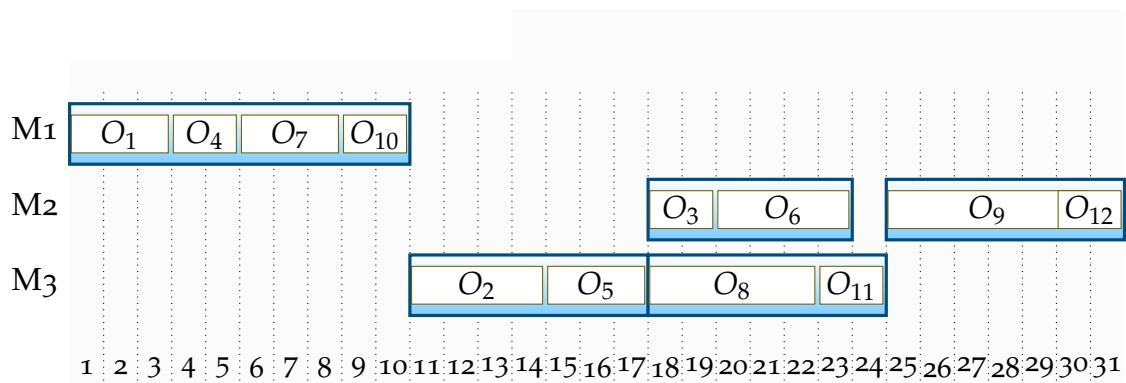 M1 O₁ O₄ O₇ O₁₀
M2 O₃ O₆ O₉ O₁₂
M3 O₂ O₅ O₈ O₁₁
1 2 3 4 5 6 7 8 9 10 11 12 13 14 15 16 17 18 19 20 21 22 23 24 25 26 27 28 29 30 31